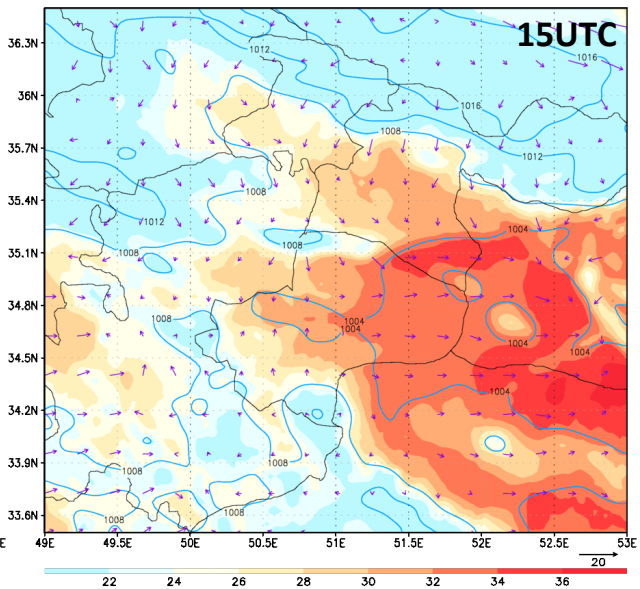 15UTC
36.3N
36N
35.7N
35.4N
35.1N
34.8N
34.5N
34.2N
33.9N
33.6N
1012
1016
1016
1008
1012
1008
1012
1004
1008
1008
1004
1004
1008
1004
1004
1004
1008
1008
1008
1008
E
49E
49.5E
50E
50.5E
51E
51.5E
52E
52.5E
53E
20
22
24
26
28
30
32
34
36